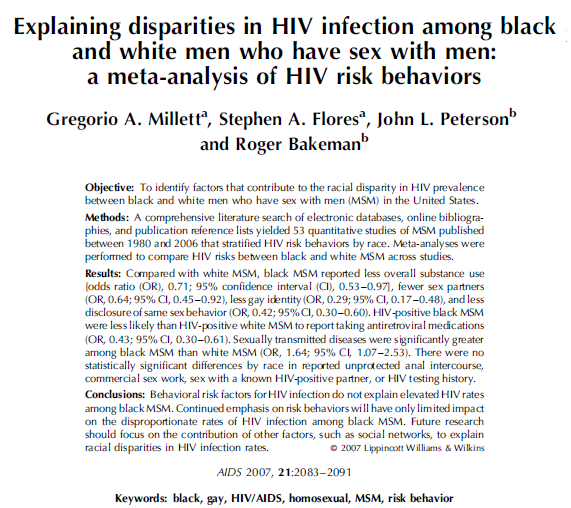 Explaining disparities in HIV infection among black
and white men who have sex with men:
a meta-analysis of HIV risk behaviors
Gregorio A. Millettª, Stephen A. Floresª, John L. Petersonᵇ
and Roger Bakemanᵇ
Objective: To identify factors that contribute to the racial disparity in HIV prevalence
between black and white men who have sex with men (MSM) in the United States.
Methods: A comprehensive literature search of electronic databases, online bibliogra-
phies, and publication reference lists yielded 53 quantitative studies of MSM published
between 1980 and 2006 that stratified HIV risk behaviors by race. Meta-analyses were
performed to compare HIV risks between black and white MSM across studies.
Results: Compared with white MSM, black MSM reported less overall substance use
[odds ratio (OR), 0.71; 95% confidence interval (CI), 0.53–0.97], fewer sex partners
(OR, 0.64; 95% CI, 0.45–0.92), less gay identity (OR, 0.29; 95% CI, 0.17–0.48), and less
disclosure of same sex behavior (OR, 0.42; 95% CI, 0.30–0.60). HIV-positive black MSM
were less likely than HIV-positive white MSM to report taking antiretroviral medications
(OR, 0.43; 95% CI, 0.30–0.61). Sexually transmitted diseases were significantly greater
among black MSM than white MSM (OR, 1.64; 95% CI, 1.07–2.53). There were no
statistically significant differences by race in reported unprotected anal intercourse,
commercial sex work, sex with a known HIV-positive partner, or HIV testing history.
Conclusions: Behavioral risk factors for HIV infection do not explain elevated HIV rates
among black MSM. Continued emphasis on risk behaviors will have only limited impact
on the disproportionate rates of HIV infection among black MSM. Future research
should focus on the contribution of other factors, such as social networks, to explain
racial disparities in HIV infection rates. © 2007 Lippincott Williams & Wilkins
AIDS 2007, 21:2083–2091
Keywords: black, gay, HIV/AIDS, homosexual, MSM, risk behavior